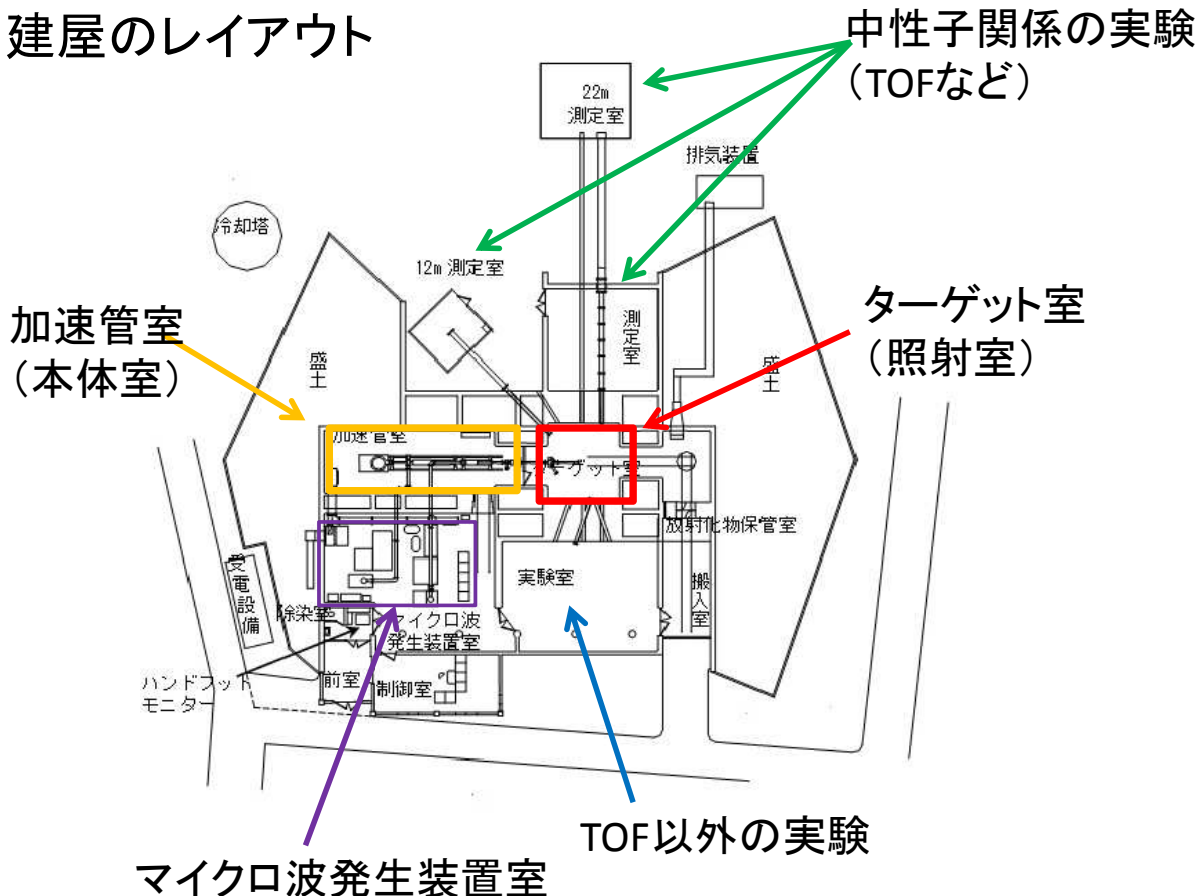 建屋のレイアウト
中性子関係の実験
（TOFなど）
22m
測定室
排気装置
冷却塔
12m 測定室
加速管室
（本体室）
ターゲット室
（照射室）
測定室
盛土
盛土
加速管室
ターゲット室
放射化物保管室
受電設備
実験室
搬入室
除染室
マイクロ波
発生装置室
ハンドフット
モニター
前室
制御室
TOF以外の実験
マイクロ波発生装置室